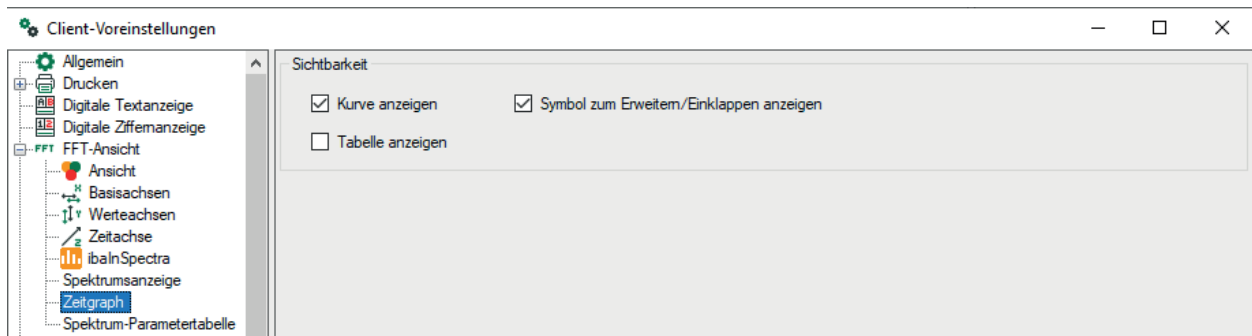 Client-Voreinstellungen
Allgemein
Drucken
Digitale Textanzeige
Digitale Ziffernanzeige
FFT FFT-Ansicht
Ansicht
X Basisachsen
Y Werteachsen
Z Zeitachse
ibaInSpectra
Spektrumsanzeige
Zeitgraph
Spektrum-Parametertabelle
Sichtbarkeit
Kurve anzeigen
Symbol zum Erweitern/Einklappen anzeigen
Tabelle anzeigen